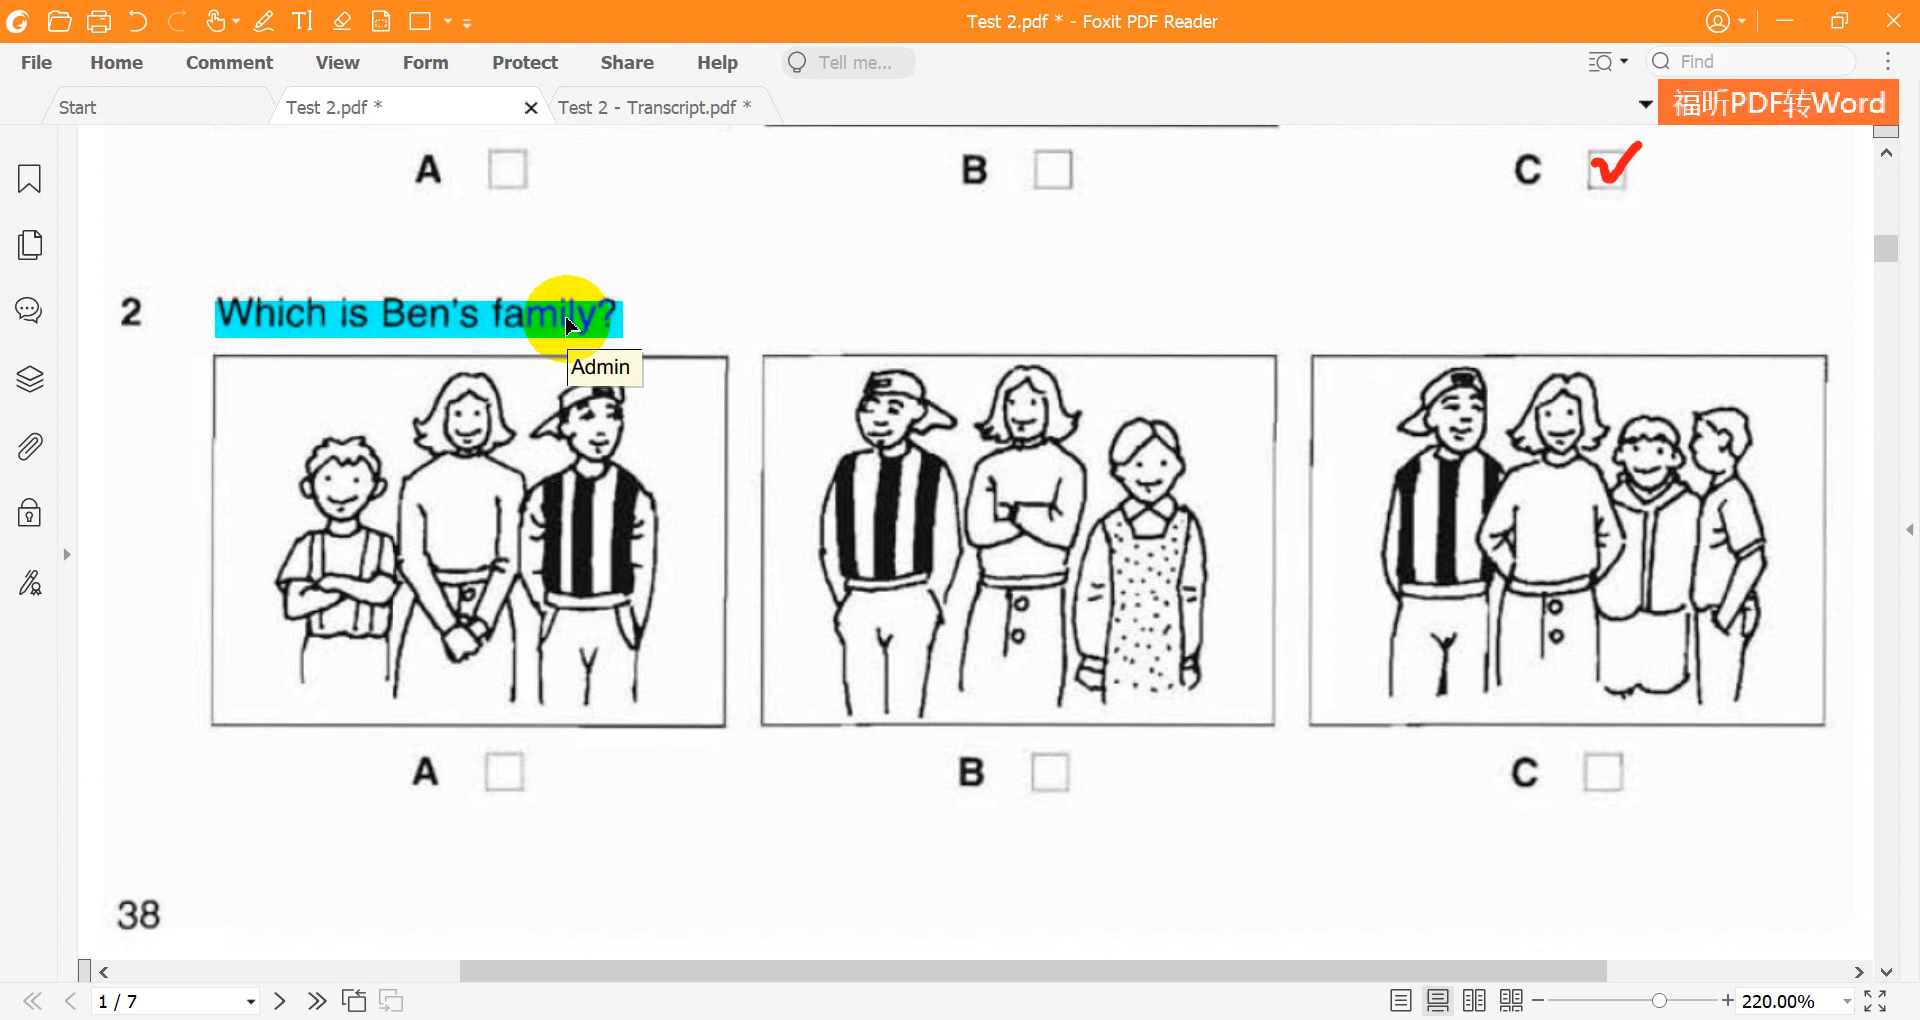 Test 2.pdf * - Foxit PDF Reader
File Home Comment View Form Protect Share Help Tell me... Find
Start Test 2.pdf * Test 2 - Transcript.pdf * 福昕PDF转Word
A B C
2 Which is Ben's family?
Admin
A B C
38
1 / 7 220.00%